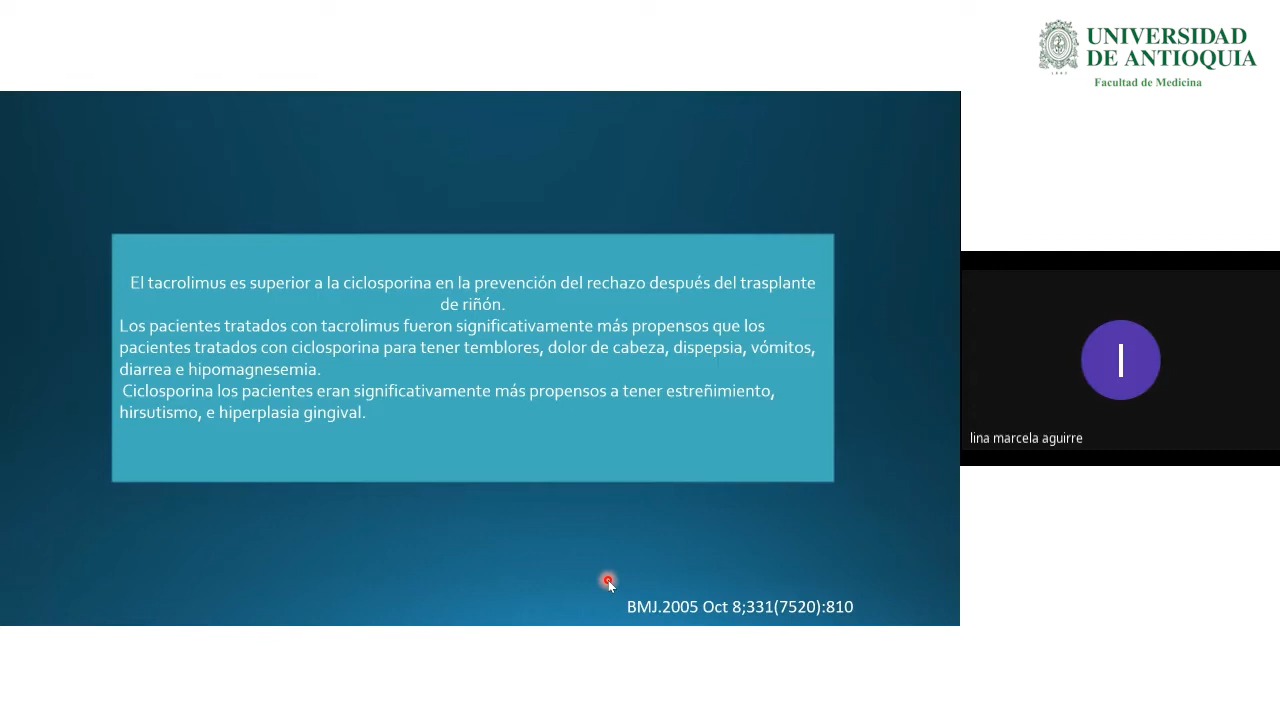 UNIVERSIDAD
DE ANTIOQUIA
1803
Facultad de Medicina
El tacrolimus es superior a la ciclosporina en la prevención del rechazo después del trasplante
de riñón.
Los pacientes tratados con tacrolimus fueron significativamente más propensos que los
pacientes tratados con ciclosporina para tener temblores, dolor de cabeza, dispepsia, vómitos,
diarrea e hipomagnesemia.
Ciclosporina los pacientes eran significativamente más propensos a tener estreñimiento,
hirsutismo, e hiperplasia gingival.
BMJ.2005 Oct 8;331(7520):810
l
lina marcela aguirre